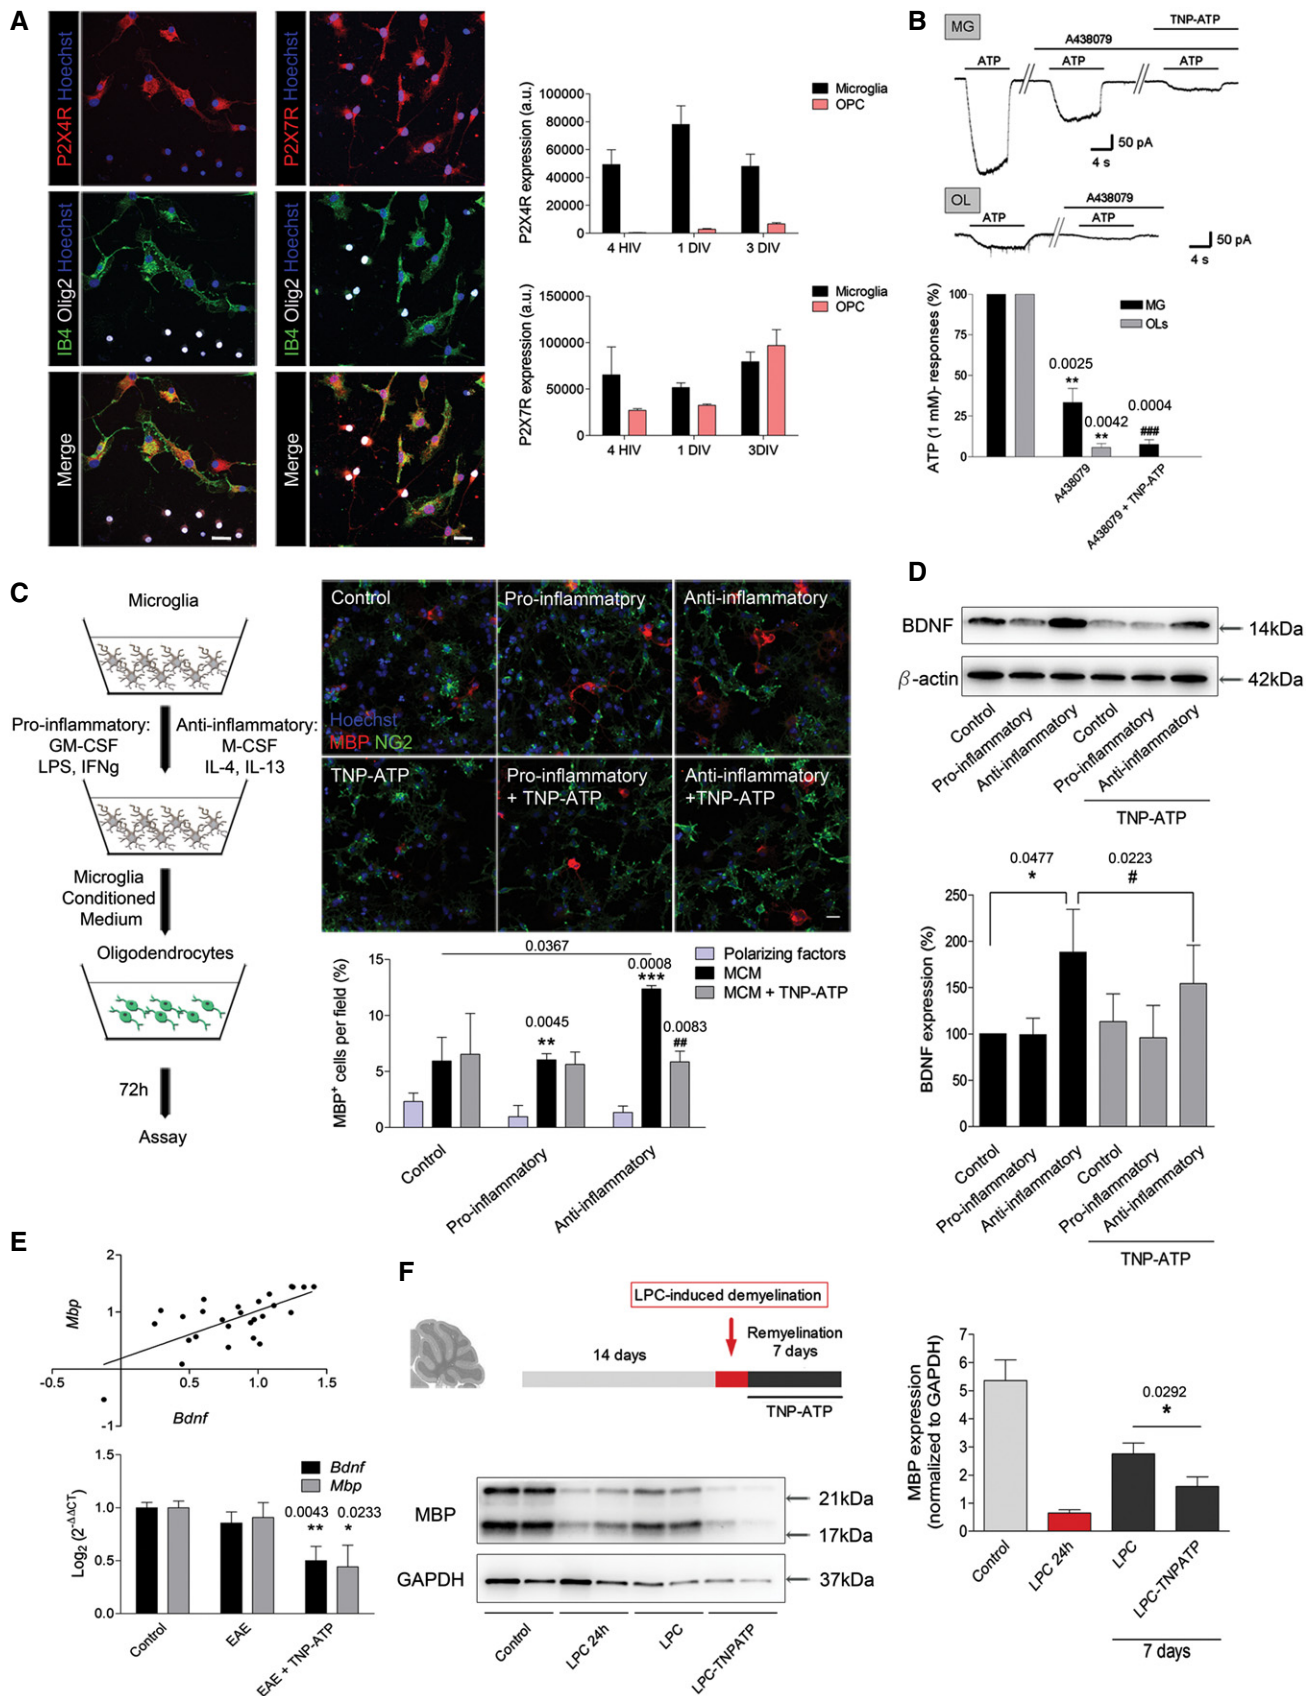 A
P2X4R Hoechst
IB4 Olig2 Hoechst
Merge
P2X7R Hoechst
IB4 Olig2 Hoechst
Merge
P2X4R expression (a.u.)
100000
80000
60000
40000
20000
0
4 HIV
1 DIV
3 DIV
Microglia
OPC
P2X7R expression (a.u.)
150000
100000
50000
0
4 HIV
1 DIV
3DIV
Microglia
OPC
B
MG
TNP-ATP
A438079
ATP
ATP
ATP
50 pA
4 s
OL
A438079
ATP
ATP
50 pA
4 s
ATP (1 mM)- responses (%)
100
75
50
25
0
MG
OLs
0.0025
**
0.0042
**
0.0004
###
A438079
A438079 + TNP-ATP
C
Microglia
Pro-inflammatory:
GM-CSF
LPS, IFNg
Anti-inflammatory:
M-CSF
IL-4, IL-13
Microglia
Conditioned
Medium
Oligodendrocytes
72h
Assay
Control
Pro-inflammatpry
Anti-inflammatory
Hoechst
MBP NG2
TNP-ATP
Pro-inflammatory
+ TNP-ATP
Anti-inflammatory
+TNP-ATP
MBP⁺ cells per field (%)
15
10
5
0
0.0367
0.0045
**
0.0008
***
0.0083
##
Polarizing factors
MCM
MCM + TNP-ATP
Control
Pro-inflammatory
Anti-inflammatory
D
BDNF
14kDa
β-actin
42kDa
Control
Pro-inflammatory
Anti-inflammatory
Control
Pro-inflammatory
Anti-inflammatory
TNP-ATP
BDNF expression (%)
250
200
150
100
50
0
0.0477
*
0.0223
#
Control
Pro-inflammatory
Anti-inflammatory
Control
Pro-inflammatory
Anti-inflammatory
TNP-ATP
E
Mbp
2
1
-1
-0.5
0.5
1.0
1.5
Bdnf
Log₂ (2^-ΔΔCT)
1.5
1.0
0.5
0.0
Bdnf
Mbp
0.0043
**
0.0233
*
Control
EAE
EAE + TNP-ATP
F
LPC-induced demyelination
14 days
Remyelination
7 days
TNP-ATP
MBP
21kDa
17kDa
GAPDH
37kDa
Control
LPC 24h
LPC
LPC-TNPATP
MBP expression
(normalized to GAPDH)
7
6
5
4
3
2
1
0
0.0292
*
Control
LPC 24h
LPC
LPC-TNPATP
7 days